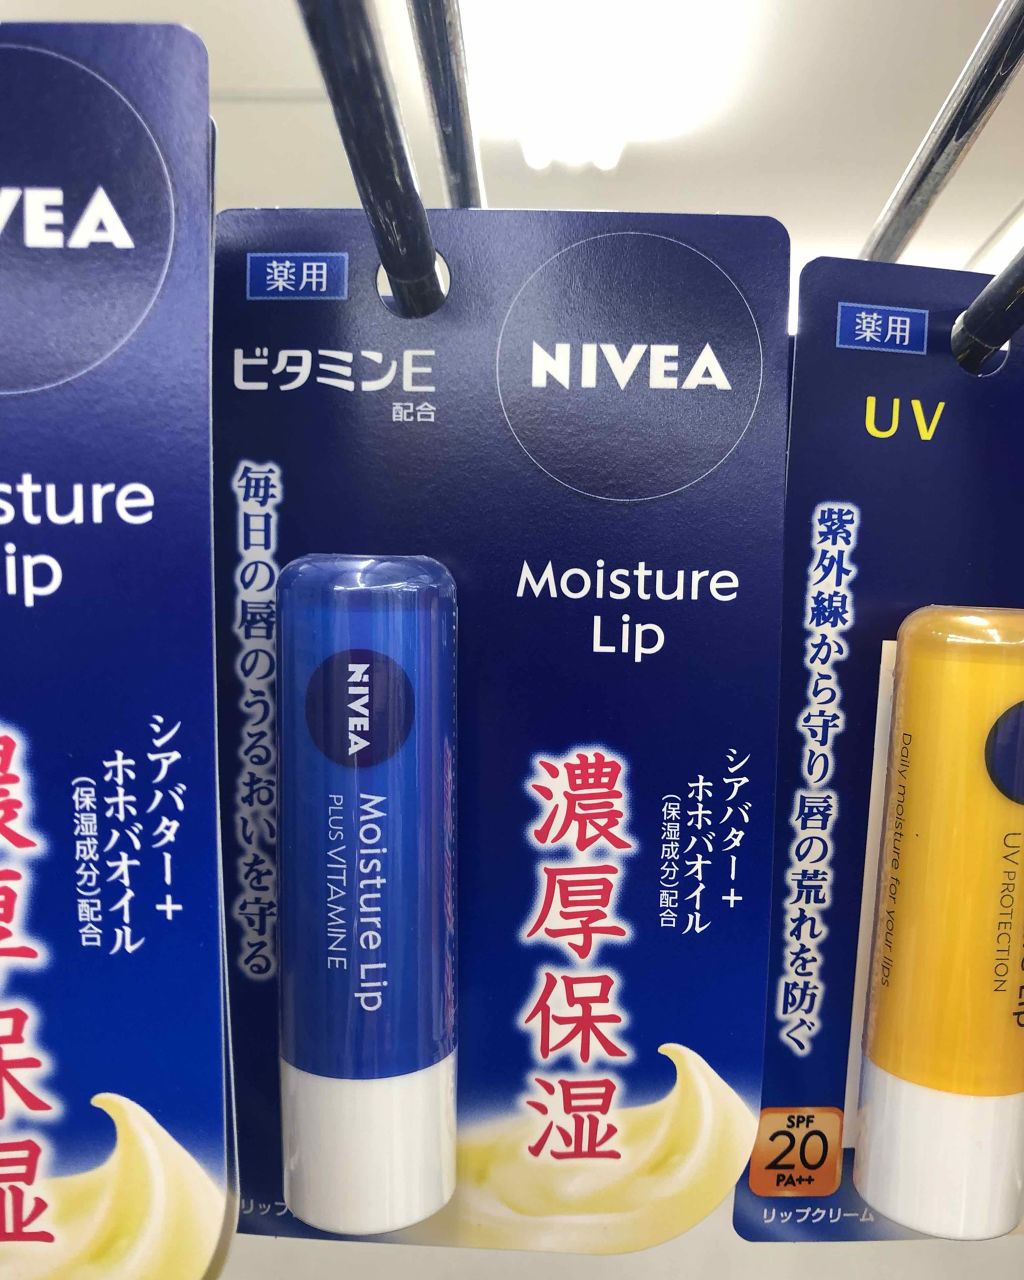 薬用
ビタミンE
配合
NIVEA
Moisture
Lip
毎日の唇のうるおいを守る
NIVEA
Moisture Lip
PLUS VITAMIN E
シアバター+
ホホバオイル
(保湿成分)配合
濃厚保湿
リップ
シアバター+
ホホバオイル
(保湿成分)配合
薬用
UV
紫外線から守り 唇の荒れを防ぐ
Daily moisture for your lips
UV PROTECTION
SPF
20
PA++
リップクリーム